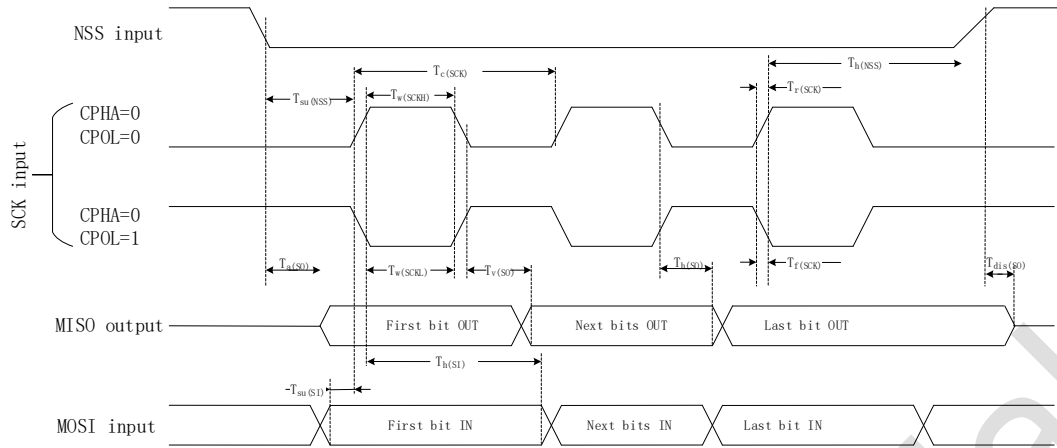 NSS input
Tc(SCK)
Th(NSS)
Tsu(NSS)
Tw(SCKH)
Tr(SCK)
CPHA=0
CPOL=0
SCK input
CPHA=0
CPOL=1
Ta(SO)
Tw(SCKL)
Tv(SO)
Th(SO)
Tf(SCK)
Tdis(SO)
MISO output
First bit OUT
Next bits OUT
Last bit OUT
Th(SI)
Tsu(SI)
MOSI input
First bit IN
Next bits IN
Last bit IN